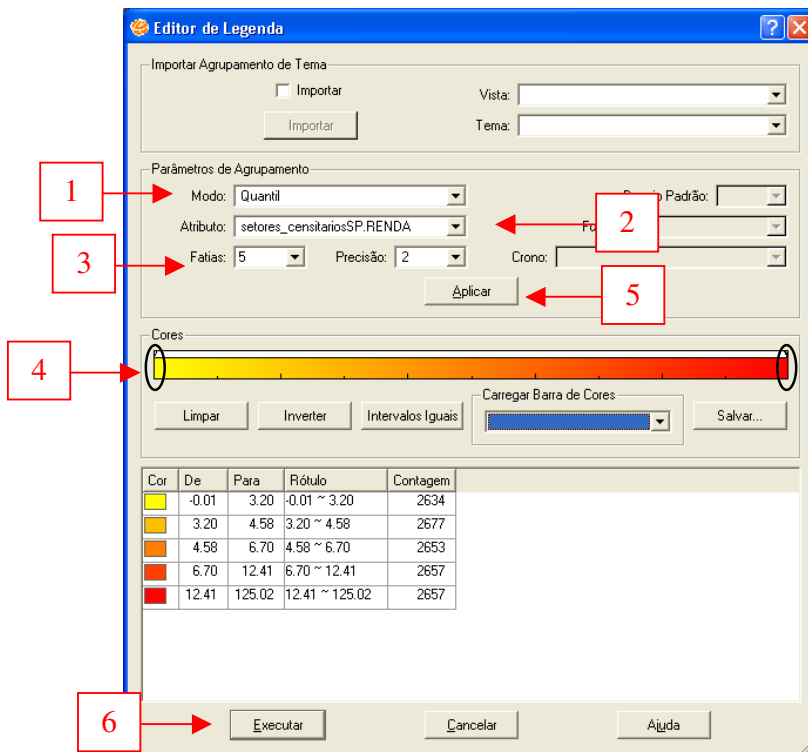 Editor de Legenda
Importar Agrupamento de Tema
Importar
Vista:
Importar
Tema:
Parâmetros de Agrupamento
1
Modo: Quantil
Padrão:
Atributo: setores_censitariosSP.RENDA
2
3
Fatias: 5
Precisão: 2
Crono:
Aplicar
5
Cores
4
Limpar
Inverter
Intervalos Iguais
Carregar Barra de Cores
Salvar...
Cor De Para Rótulo Contagem
-0.01 3.20 -0.01 ~ 3.20 2634
3.20 4.58 3.20 ~ 4.58 2677
4.58 6.70 4.58 ~ 6.70 2653
6.70 12.41 6.70 ~ 12.41 2657
12.41 125.02 12.41 ~ 125.02 2657
6
Executar
Cancelar
Ajuda